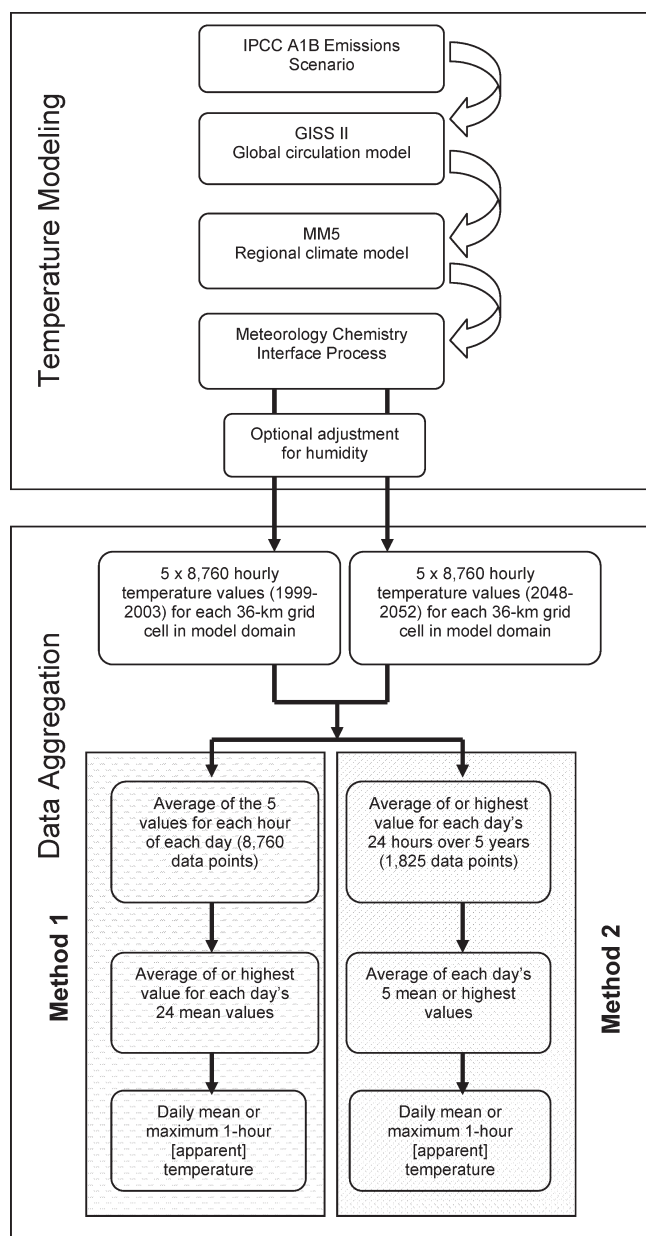 Temperature Modeling
IPCC A1B Emissions
Scenario
GISS II
Global circulation model
MM5
Regional climate model
Meteorology Chemistry
Interface Process
Optional adjustment
for humidity
Data Aggregation
5 x 8,760 hourly
temperature values (1999-
2003) for each 36-km grid
cell in model domain
5 x 8,760 hourly
temperature values (2048-
2052) for each 36-km grid
cell in model domain
Method 1
Average of the 5
values for each hour
of each day (8,760
data points)
Average of or highest
value for each day's
24 mean values
Daily mean or
maximum 1-hour
[apparent]
temperature
Method 2
Average of or highest
value for each day's
24 hours over 5 years
(1,825 data points)
Average of each day's
5 mean or highest
values
Daily mean or
maximum 1-hour
[apparent]
temperature